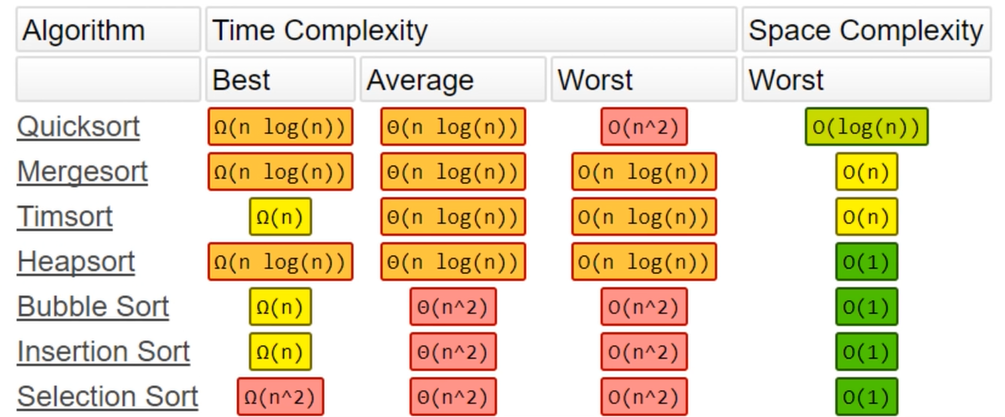 Algorithm Time Complexity Space Complexity
Best Average Worst Worst
Quicksort Ω(n log(n)) Θ(n log(n)) O(n^2) O(log(n))
Mergesort Ω(n log(n)) Θ(n log(n)) O(n log(n)) O(n)
Timsort Ω(n) Θ(n log(n)) O(n log(n)) O(n)
Heapsort Ω(n log(n)) Θ(n log(n)) O(n log(n)) O(1)
Bubble Sort Ω(n) Θ(n^2) O(n^2) O(1)
Insertion Sort Ω(n) Θ(n^2) O(n^2) O(1)
Selection Sort Ω(n^2) Θ(n^2) O(n^2) O(1)